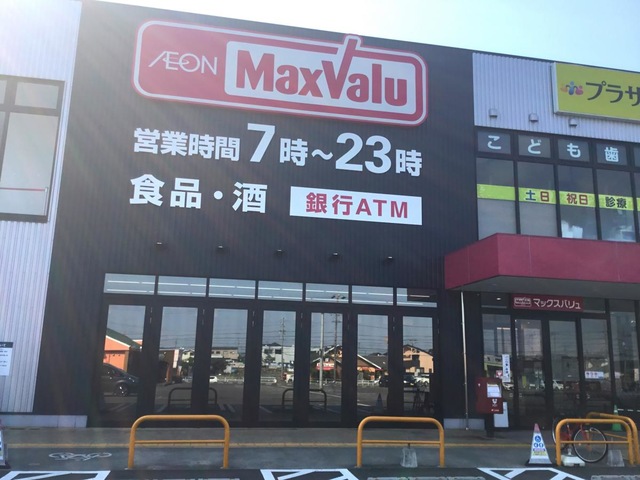 ÆON MaxValu
営業時間 7時～23時
食品・酒 銀行ATM
プラザ
こども歯
土日 祝日 診療
MaxValu マックスバリュ